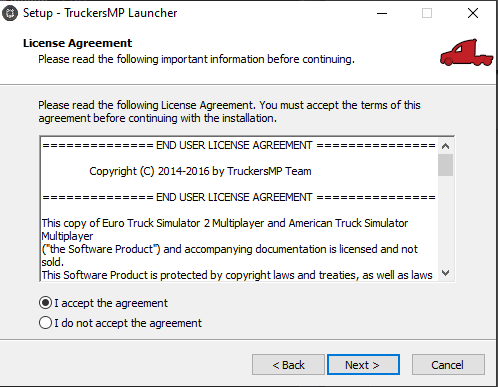 Setup - TruckersMP Launcher
License Agreement
Please read the following important information before continuing.
Please read the following License Agreement. You must accept the terms of this
agreement before continuing with the installation.
=============== END USER LICENSE AGREEMENT ================
Copyright (C) 2014-2016 by TruckersMP Team
=============== END USER LICENSE AGREEMENT ================
This copy of Euro Truck Simulator 2 Multiplayer and American Truck Simulator
Multiplayer
("the Software Product") and accompanying documentation is licensed and not
sold.
This Software Product is protected by copyright laws and treaties, as well as laws
I accept the agreement
I do not accept the agreement
< Back
Next >
Cancel